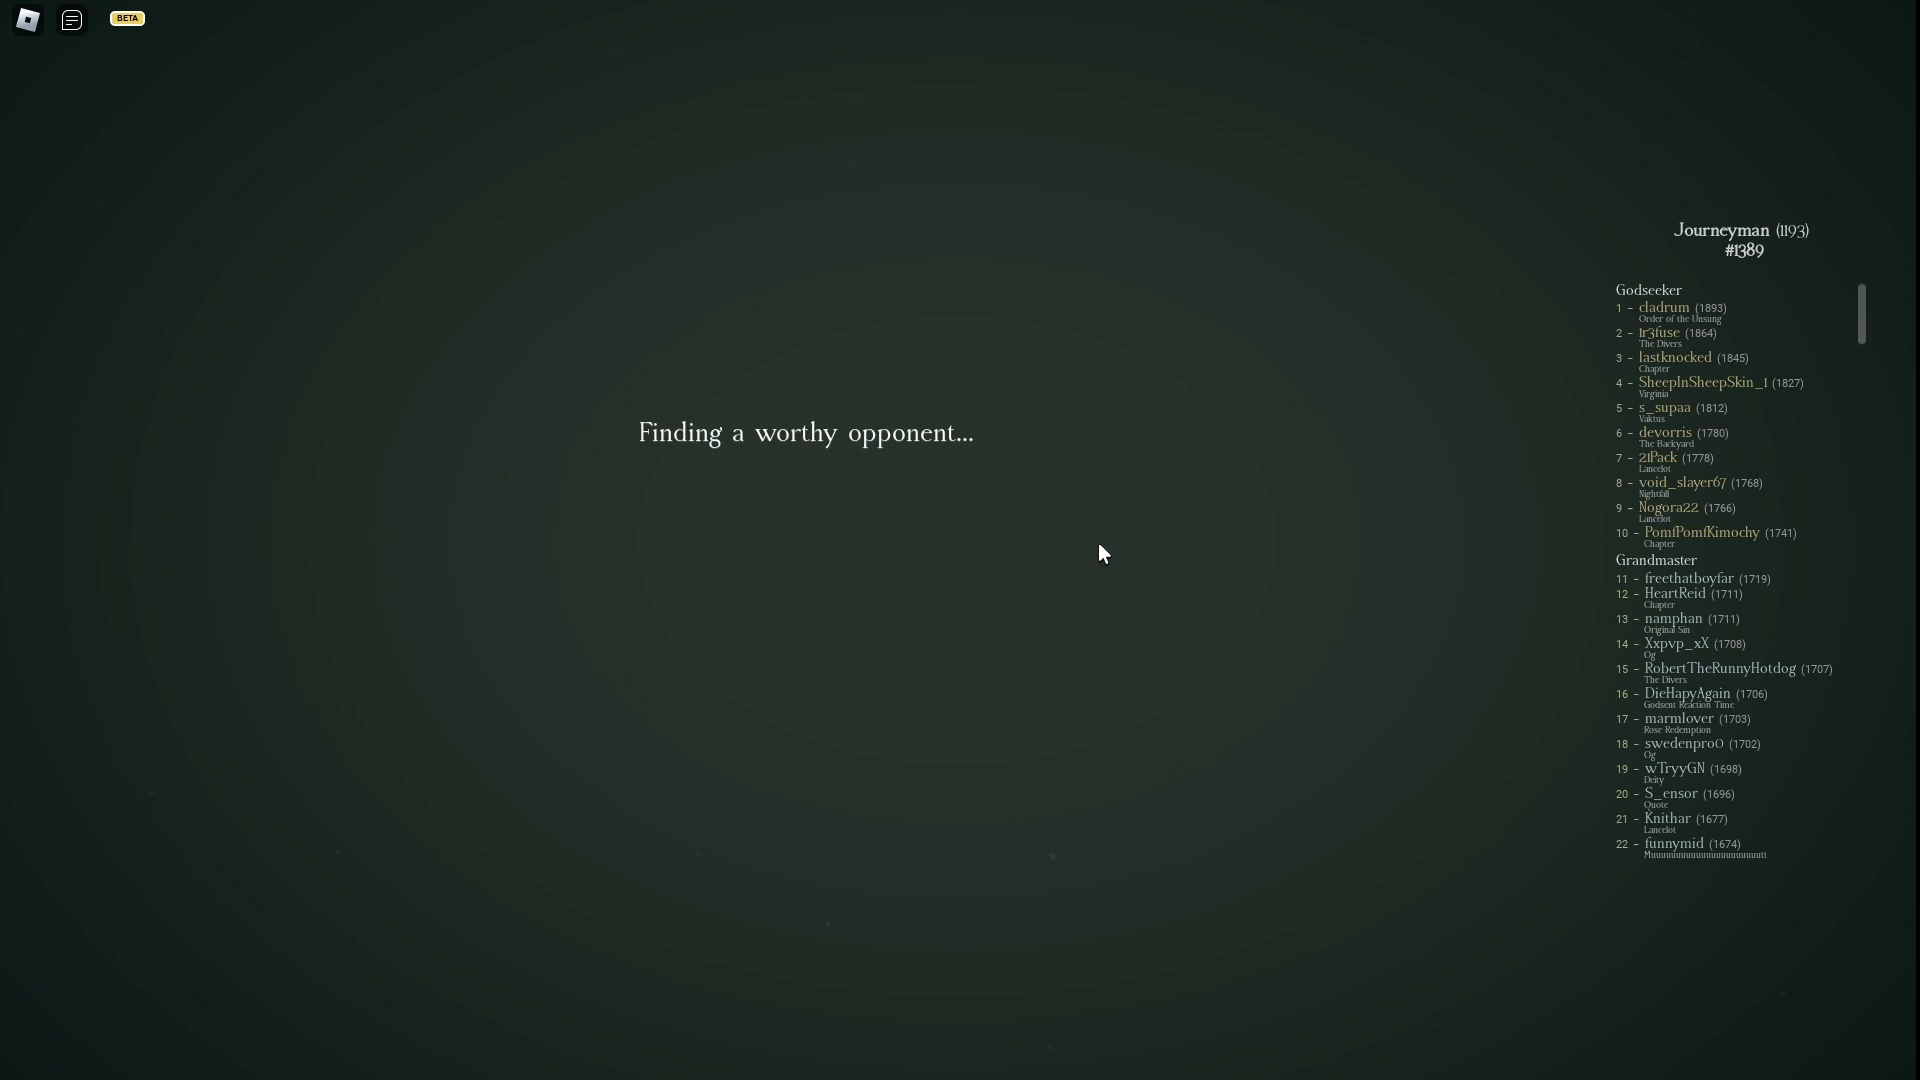 BETA
Finding a worthy opponent...
Journeyman (1193)
#1389
Godseeker
1 - cladrum (1893)
Order of the Unsung
2 - 1r3fuse (1864)
The Divers
3 - lastknocked (1845)
Chapter
4 - SheepInSheepSkin_1 (1827)
Virginia
5 - s_supaa (1812)
Vaktus
6 - devorris (1780)
The Backyard
7 - 21Pack (1778)
Lancelot
8 - void_slayer67 (1768)
Nightfall
9 - Nogora22 (1766)
Lancelot
10 - PomfPomfKimochy (1741)
Chapter
Grandmaster
11 - freethatboyfar (1719)
12 - HeartReid (1711)
Chapter
13 - namphan (1711)
Original Sin
14 - Xxpvp_xX (1708)
Og
15 - RobertTheRunnyHotdog (1707)
The Divers
16 - DieHapyAgain (1706)
Godsent Reaction Time
17 - marmlover (1703)
Rose Redemption
18 - swedenpro0 (1702)
Og
19 - wTryyGN (1698)
Deity
20 - S_ensor (1696)
Quote
21 - Knithar (1677)
Lancelot
22 - funnymid (1674)